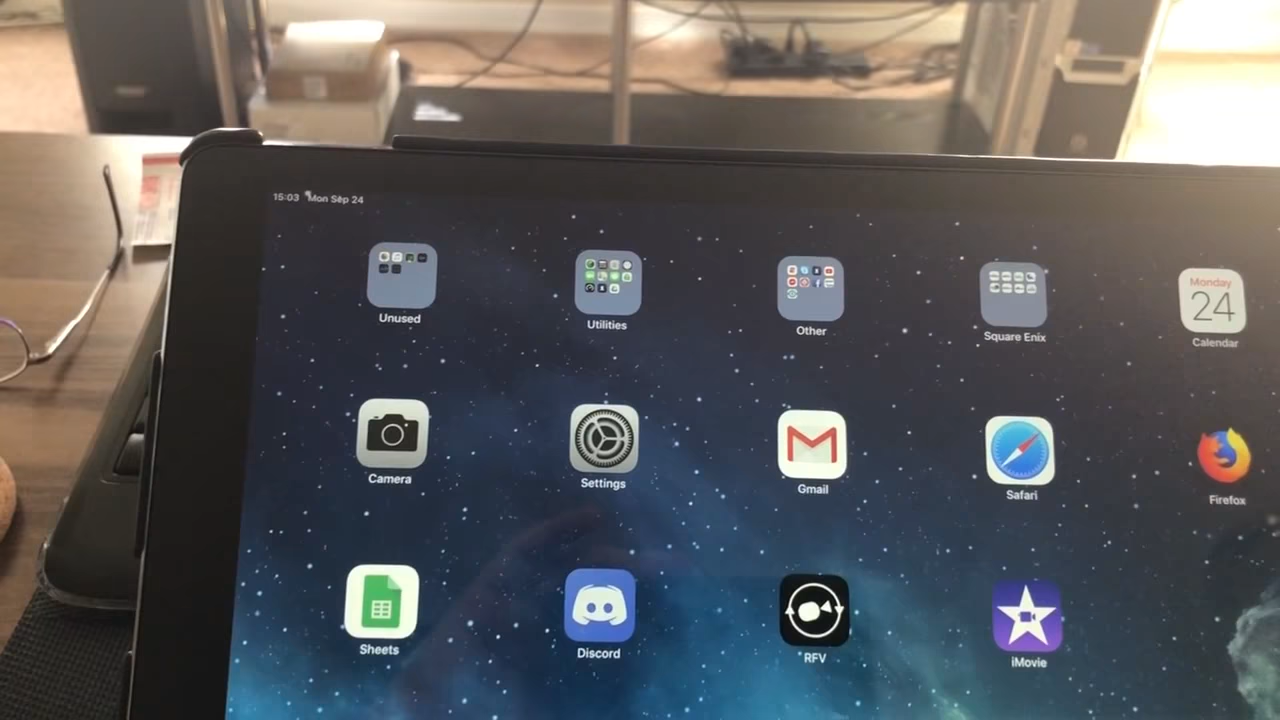 15:03 Mon Sep 24
Unused
Utilities
Other
Square Enix
Monday
24
Calendar
Camera
Settings
Gmail
Safari
Firefox
Sheets
Discord
RFV
iMovie